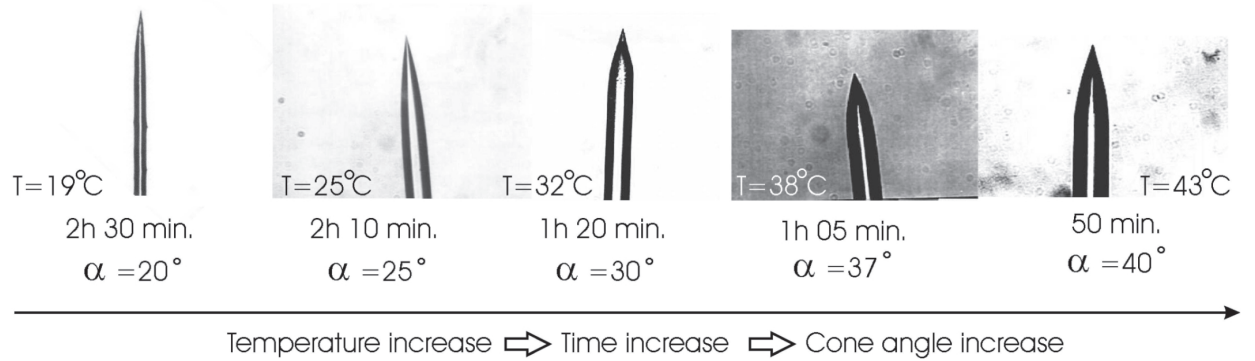 T=19°C
T=25°C
T=32°C
T=38°C
T=43°C
2h 30 min.
2h 10 min.
1h 20 min.
1h 05 min.
50 min.
α =20°
α =25°
α =30°
α =37°
α =40°
Temperature increase ⇨ Time increase ⇨ Cone angle increase